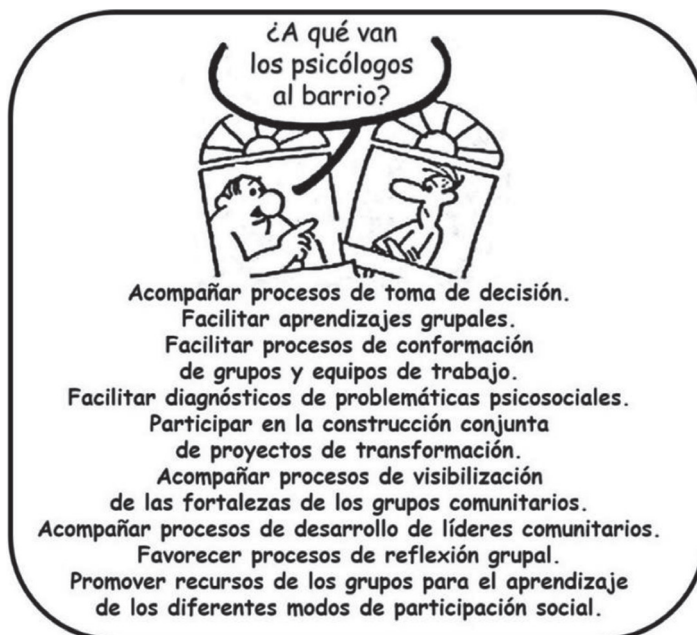 ¿A qué van
los psicólogos
al barrio?
Acompañar procesos de toma de decisión.
Facilitar aprendizajes grupales.
Facilitar procesos de conformación
de grupos y equipos de trabajo.
Facilitar diagnósticos de problemáticas psicosociales.
Participar en la construcción conjunta
de proyectos de transformación.
Acompañar procesos de visibilización
de las fortalezas de los grupos comunitarios.
Acompañar procesos de desarrollo de líderes comunitarios.
Favorecer procesos de reflexión grupal.
Promover recursos de los grupos para el aprendizaje
de los diferentes modos de participación social.